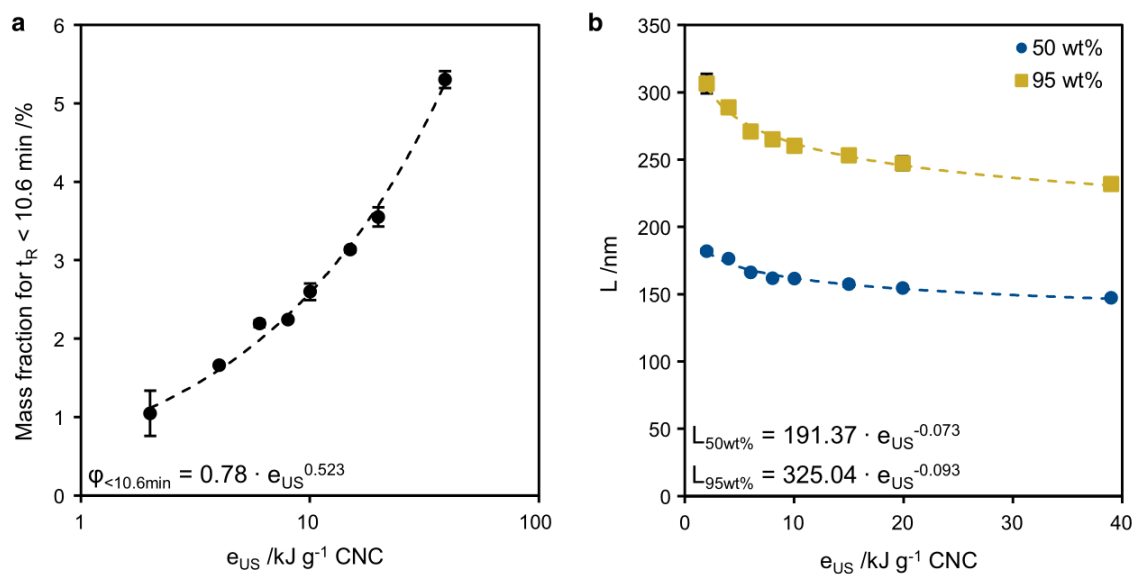 a
Mass fraction for tR < 10.6 min /%
6
5
4
3
2
1
0
φ<10.6min = 0.78 · eUS^0.523
1
10
100
eUS /kJ g⁻¹ CNC
b
L /nm
350
300
250
200
150
100
50
0
50 wt%
95 wt%
L50wt% = 191.37 · eUS^-0.073
L95wt% = 325.04 · eUS^-0.093
0
10
20
30
40
eUS /kJ g⁻¹ CNC